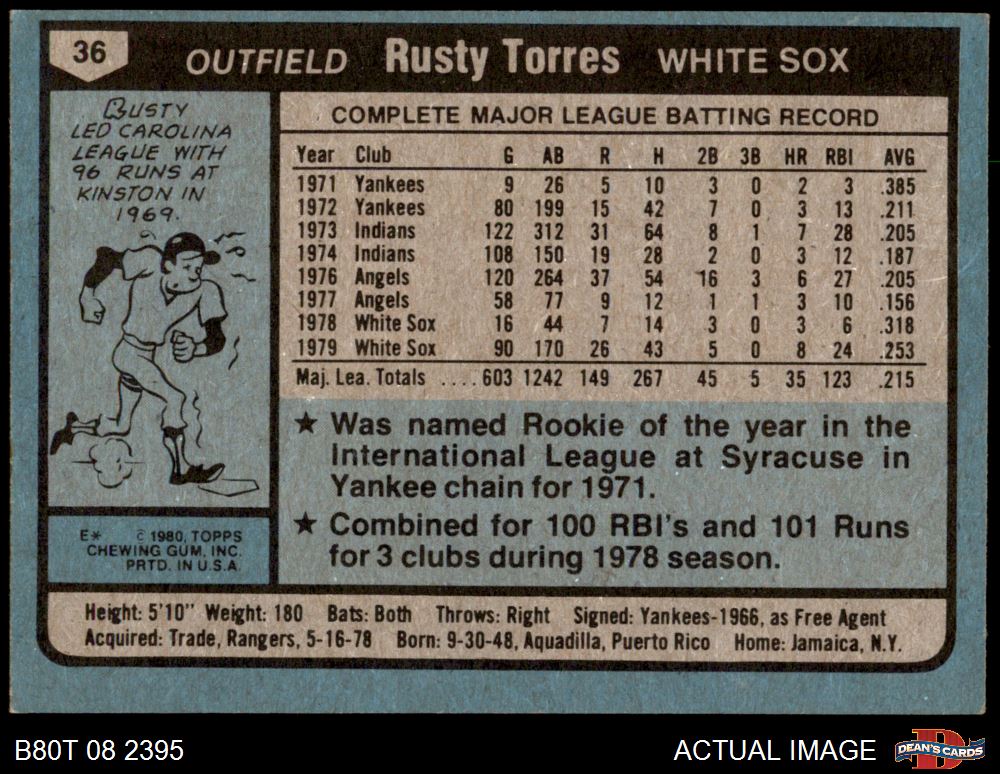 36 OUTFIELD Rusty Torres WHITE SOX
RUSTY
LED CAROLINA
LEAGUE WITH
96 RUNS AT
KINSTON IN
1969.
E* © 1980, TOPPS
CHEWING GUM, INC.
PRTD. IN U.S.A.
COMPLETE MAJOR LEAGUE BATTING RECORD
Year Club G AB R H 2B 3B HR RBI AVG
1971 Yankees 9 26 5 10 3 0 2 3 .385
1972 Yankees 80 199 15 42 7 0 3 13 .211
1973 Indians 122 312 31 64 8 1 7 28 .205
1974 Indians 108 150 19 28 2 0 3 12 .187
1976 Angels 120 264 37 54 16 3 6 27 .205
1977 Angels 58 77 9 12 1 1 3 10 .156
1978 White Sox 16 44 7 14 3 0 3 6 .318
1979 White Sox 90 170 26 43 5 0 8 24 .253
Maj. Lea. Totals ....603 1242 149 267 45 5 35 123 .215
★ Was named Rookie of the year in the
International League at Syracuse in
Yankee chain for 1971.
★ Combined for 100 RBI's and 101 Runs
for 3 clubs during 1978 season.
Height: 5'10" Weight: 180 Bats: Both Throws: Right Signed: Yankees-1966, as Free Agent
Acquired: Trade, Rangers, 5-16-78 Born: 9-30-48, Aquadilla, Puerto Rico Home: Jamaica, N.Y.
B80T 08 2395 ACTUAL IMAGE DEAN'S CARDS